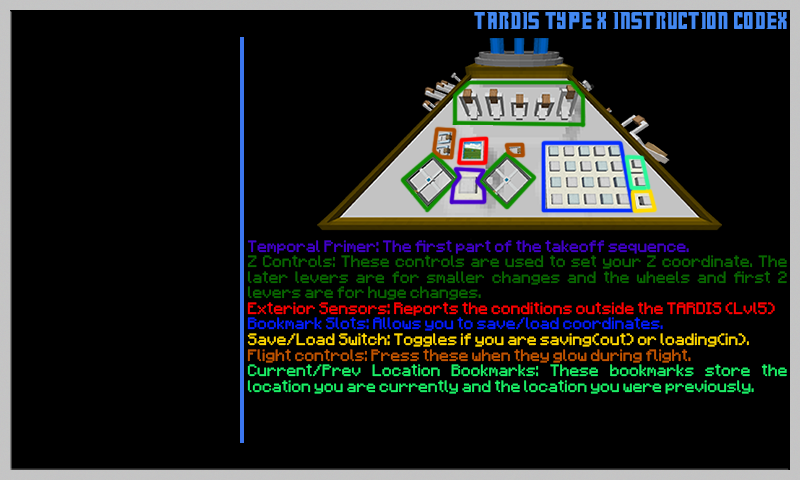 TARDIS TYPE X INSTRUCTION CODEX
Temporal Primer: The first part of the takeoff sequence.
Z Controls: These controls are used to set your Z coordinate. The
later levers are for smaller changes and the wheels and first 2
levers are for huge changes.
Exterior Sensors: Reports the conditions outside the TARDIS (Lvl5)
Bookmark Slots: Allows you to save/load coordinates.
Save/Load Switch: Toggles if you are saving(out) or loading(in).
Flight controls: Press these when they glow during flight.
Current/Prev Location Bookmarks: These bookmarks store the
location you are currently and the location you were previously.